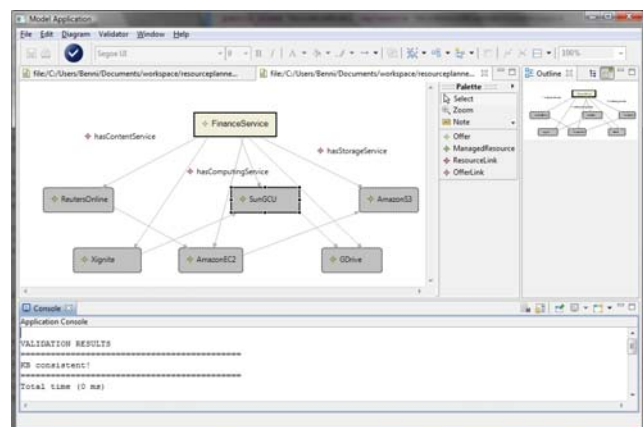 Model Application
File Edit Diagram Validator Window Help
Segoe UI 9 B I A 100%
file:/C:/Users/Benni/Documents/workspace/resourceplanne...
file:/C:/Users/Benni/Documents/workspace/resourceplanne...
Outline
Palette
Select
Zoom
Note
Offer
ManagedResource
ResourceLink
OfferLink
FinanceService
hasContentService
hasStorageService
hasComputingService
ReutersOnline
SunGCU
AmazonS3
Xignite
AmazonEC2
GDrive
Console
Application Console
VALIDATION RESULTS
KB consistent!
Total time (0 ms)